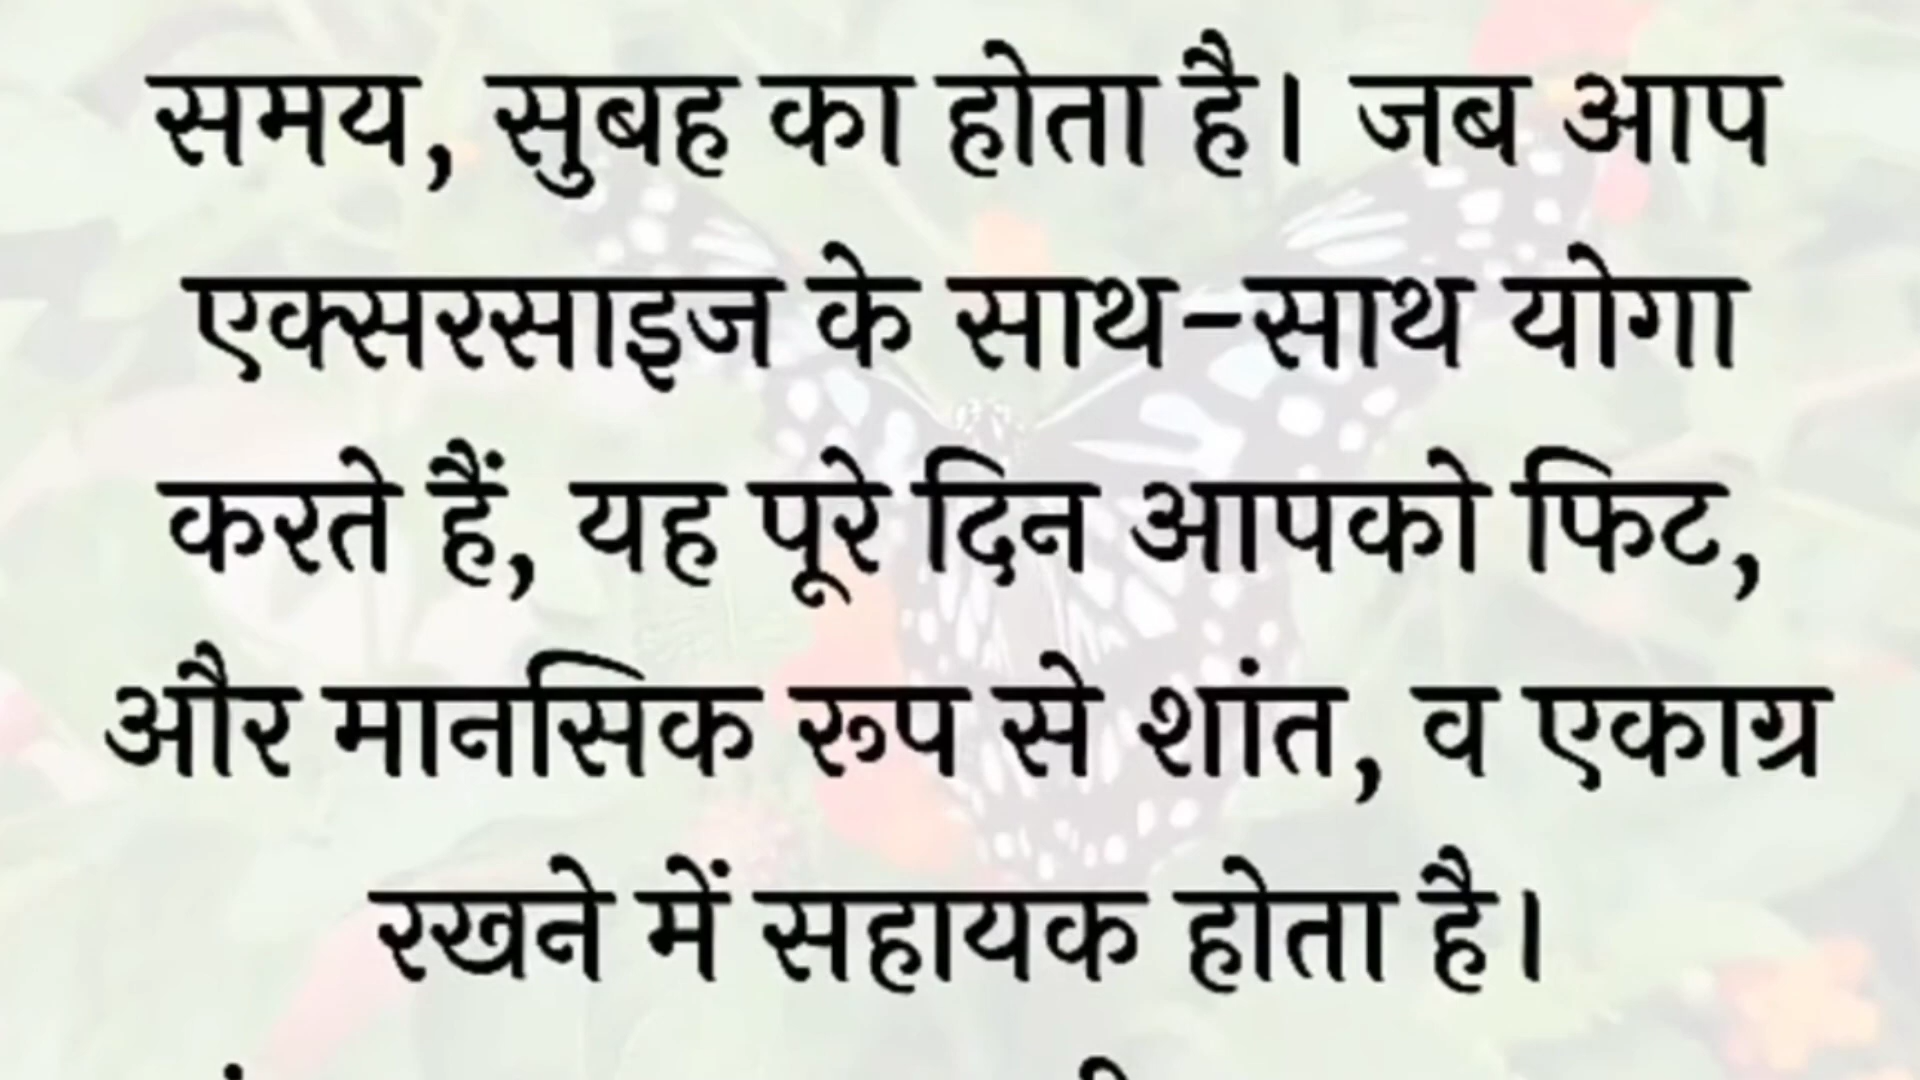 समय, सुबह का होता है। जब आप
एक्सरसाइज के साथ-साथ योगा
करते हैं, यह पूरे दिन आपको फिट,
और मानसिक रूप से शांत, व एकाग्र
रखने में सहायक होता है।